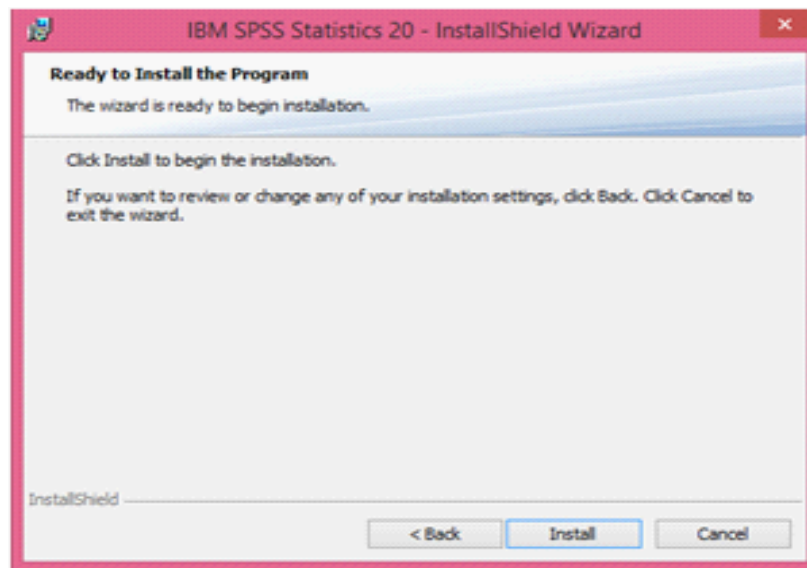 IBM SPSS Statistics 20 - InstallShield Wizard
Ready to Install the Program
The wizard is ready to begin installation.
Click Install to begin the installation.
If you want to review or change any of your installation settings, click Back. Click Cancel to
exit the wizard.
InstallShield
< Back
Install
Cancel